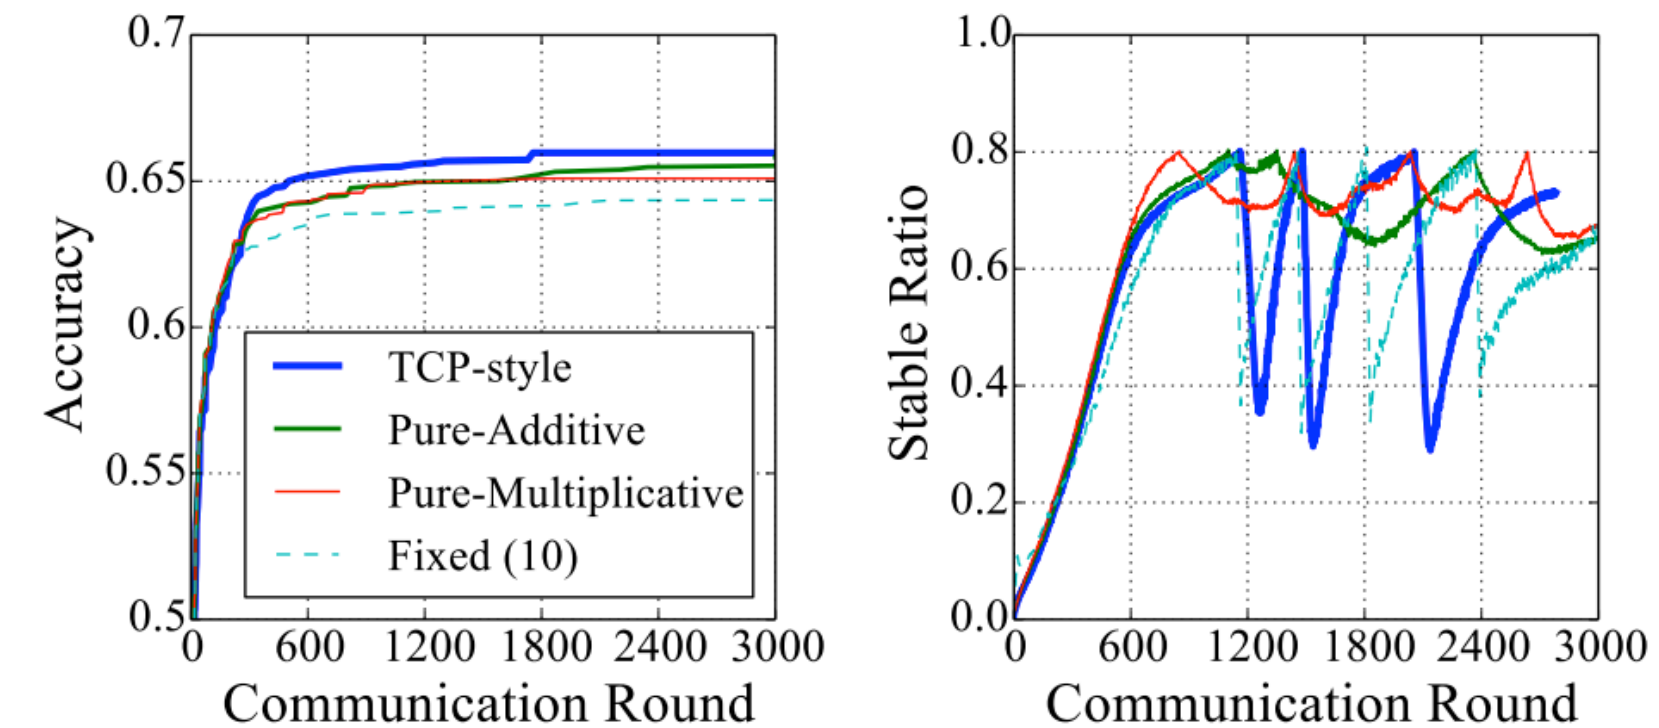 0.7
0.65
0.6
0.55
0.5
Accuracy
TCP-style
Pure-Additive
Pure-Multiplicative
Fixed (10)
0 600 1200 1800 2400 3000
Communication Round
1.0
0.8
0.6
0.4
0.2
0.0
Stable Ratio
0 600 1200 1800 2400 3000
Communication Round